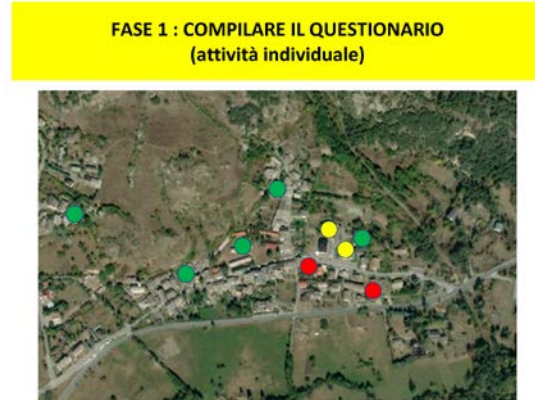 FASE 1 : COMPILARE IL QUESTIONARIO
(attività individuale)